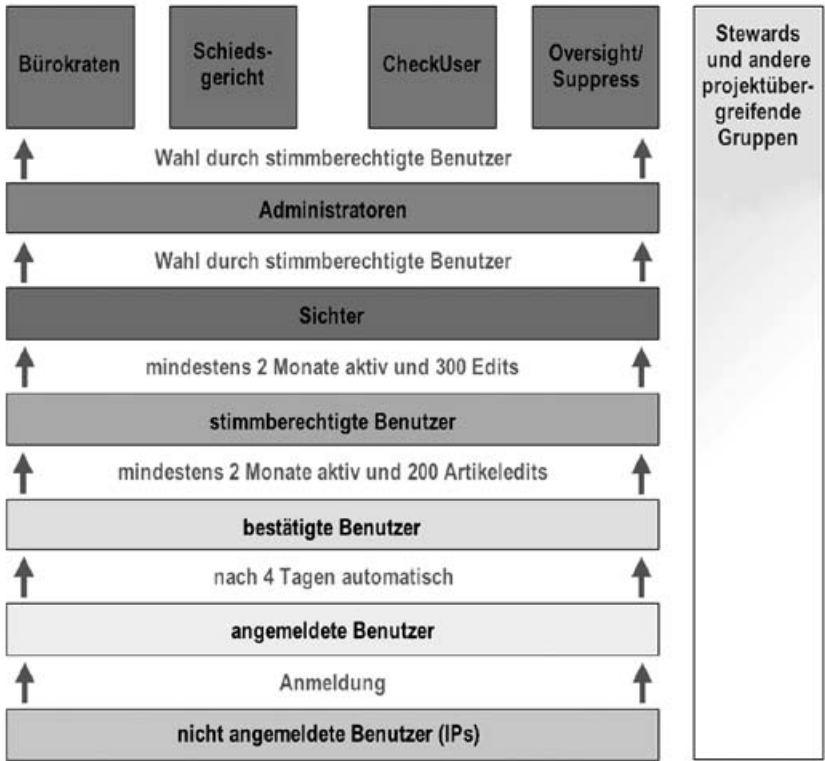 Bürokraten
Schieds-
gericht
CheckUser
Oversight/
Suppress
Stewards
und andere
projektüber-
greifende
Gruppen
Wahl durch stimmberechtigte Benutzer
Administratoren
Wahl durch stimmberechtigte Benutzer
Sichter
mindestens 2 Monate aktiv und 300 Edits
stimmberechtigte Benutzer
mindestens 2 Monate aktiv und 200 Artikeledits
bestätigte Benutzer
nach 4 Tagen automatisch
angemeldete Benutzer
Anmeldung
nicht angemeldete Benutzer (IPs)